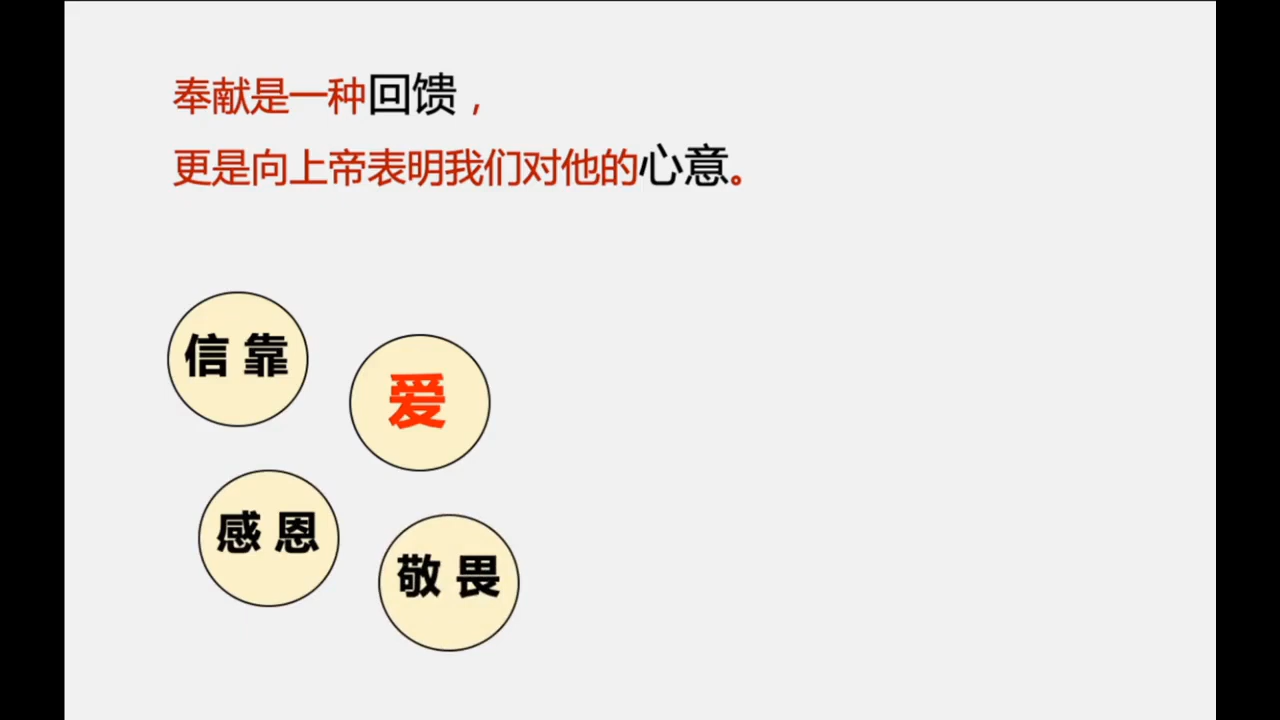 奉献是一种回馈，
更是向上帝表明我们对他的心意。
信靠
爱
感恩
敬畏